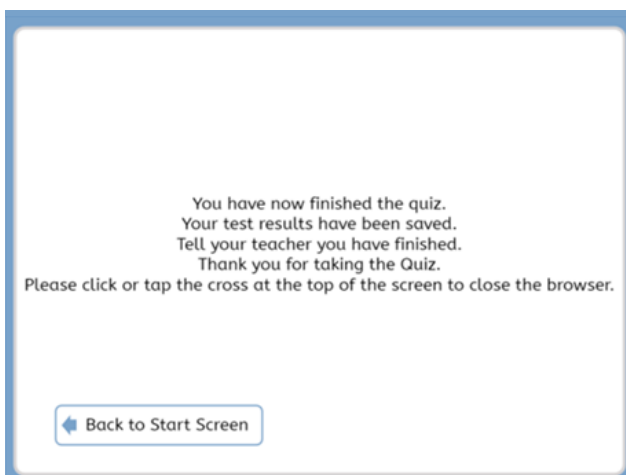 You have now finished the quiz.
Your test results have been saved.
Tell your teacher you have finished.
Thank you for taking the Quiz.
Please click or tap the cross at the top of the screen to close the browser.
Back to Start Screen